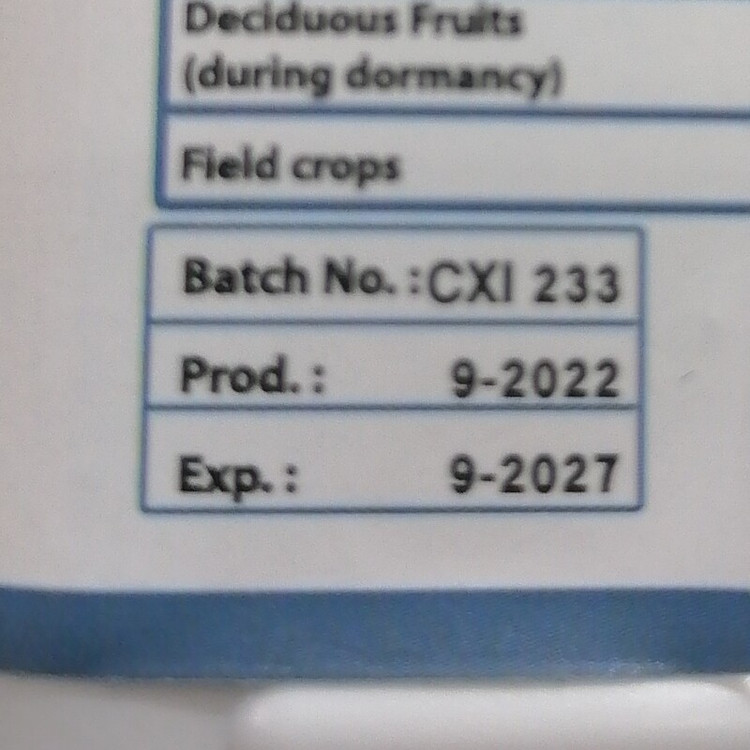 Deciduous Fruits
(during dormancy)
Field crops
Batch No. :CXI 233
Prod. : 9-2022
Exp. : 9-2027